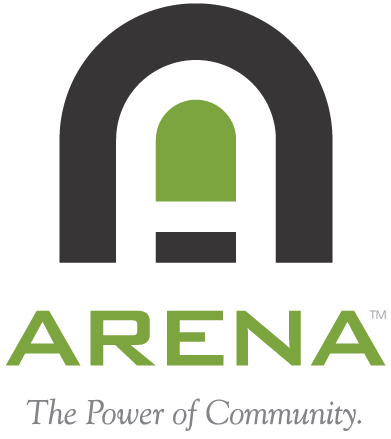 ARENA™
The Power of Community.